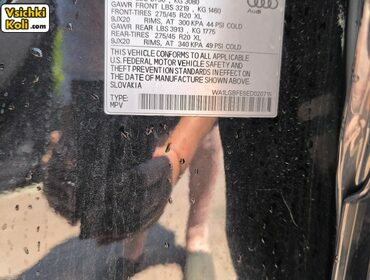 Vsichki
Koli.com
KG 3080
GAWR FRONT LBS 3219 , KG 1460
FRONT-TIRES 275/45 R20 XL
9JX20 RIMS, AT 300 KPA 44 PSI COLD
GAWR REAR LBS 3913 , KG 1775
REAR-TIRES 275/45 R20 XL
9JX20 RIMS, AT 340 KPA 49 PSI COLD
Audi
THIS VEHICLE CONFORMS TO ALL APPLICABLE
U.S. FEDERAL MOTOR VEHICLE SAFETY AND
THEFT PREVENTION STANDARDS IN EFFECT
ON THE DATE OF MANUFACTURE SHOWN ABOVE.
SLOVAKIA
TYPE:
MPV